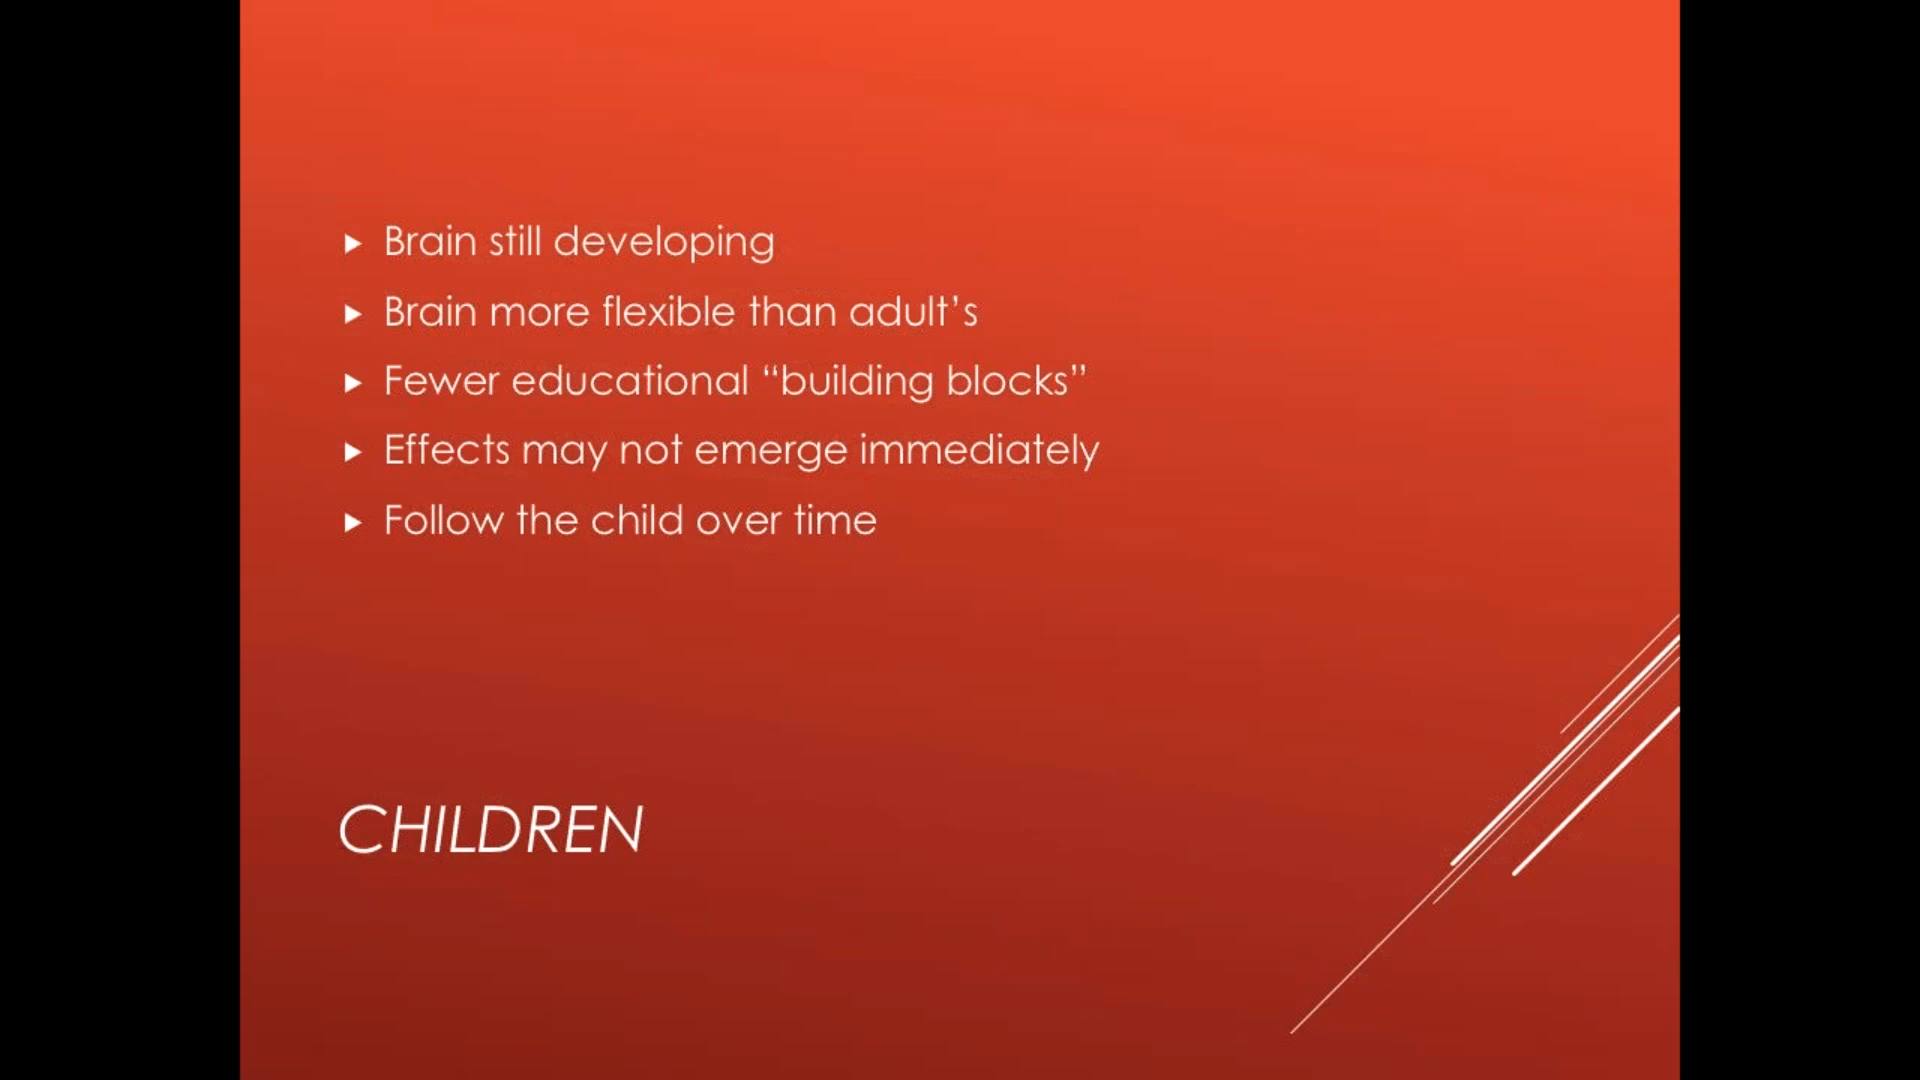 Brain still developing
Brain more flexible than adult’s
Fewer educational “building blocks”
Effects may not emerge immediately
Follow the child over time
CHILDREN